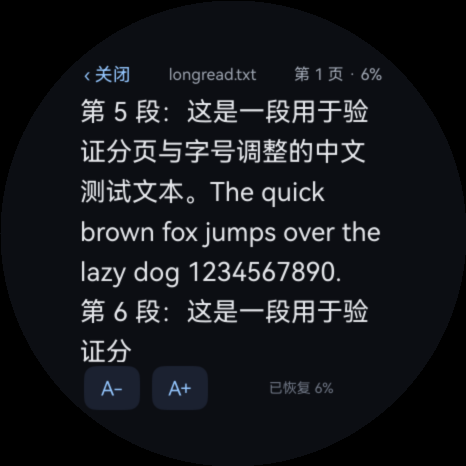 ‹ 关闭 longread.txt 第 1 页 · 6%
第 5 段：这是一段用于验
证分页与字号调整的中文
测试文本。The quick
brown fox jumps over the
lazy dog 1234567890.
第 6 段：这是一段用于验
证分
A- A+ 已恢复 6%